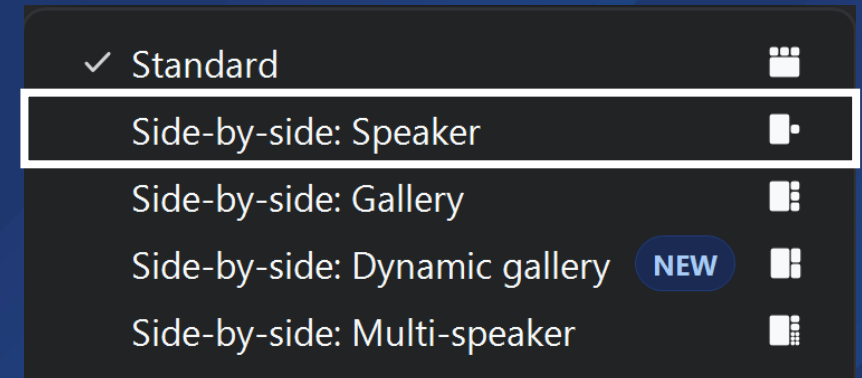 Standard
Side-by-side: Speaker
Side-by-side: Gallery
Side-by-side: Dynamic gallery NEW
Side-by-side: Multi-speaker